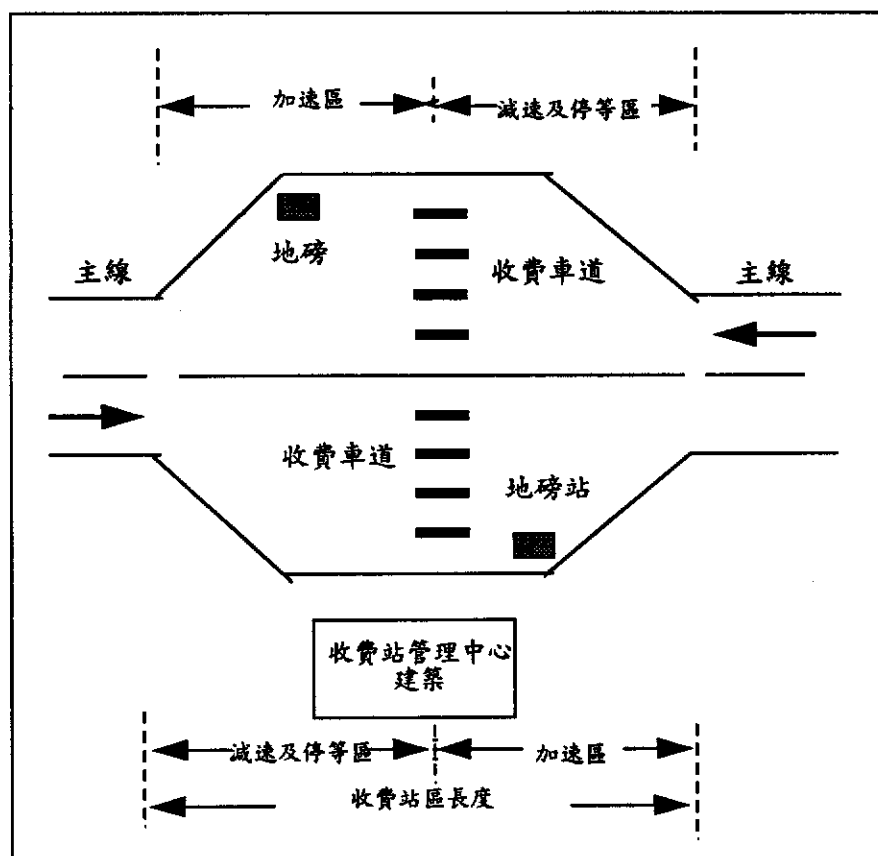 加速區
減速及停等區
地磅
主線
收費車道
主線
收費車道
地磅站
收費站管理中心
建築
減速及停等區
加速區
收費站區長度